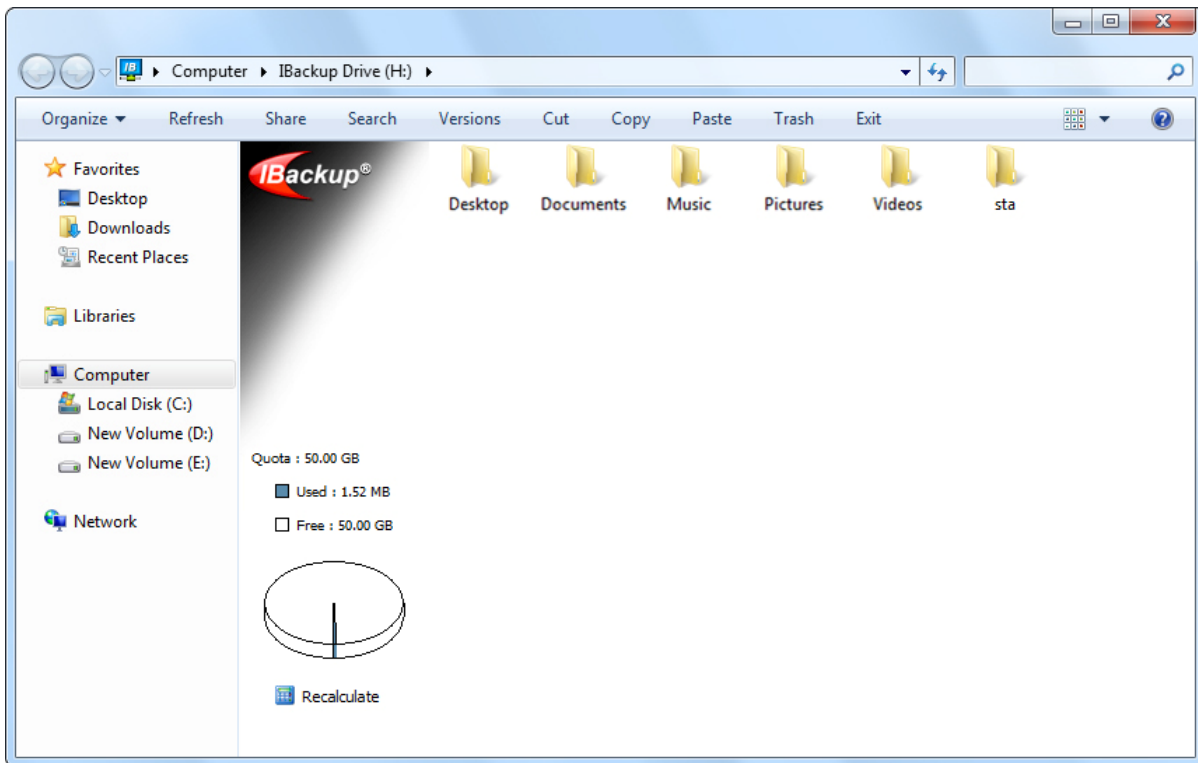 IB Computer IBackup Drive (H:)
Organize Refresh Share Search Versions Cut Copy Paste Trash Exit
Favorites
Desktop
Downloads
Recent Places
Libraries
Computer
Local Disk (C:)
New Volume (D:)
New Volume (E:)
Network
IBackup®
Quota : 50.00 GB
Used : 1.52 MB
Free : 50.00 GB
Recalculate
Desktop Documents Music Pictures Videos sta